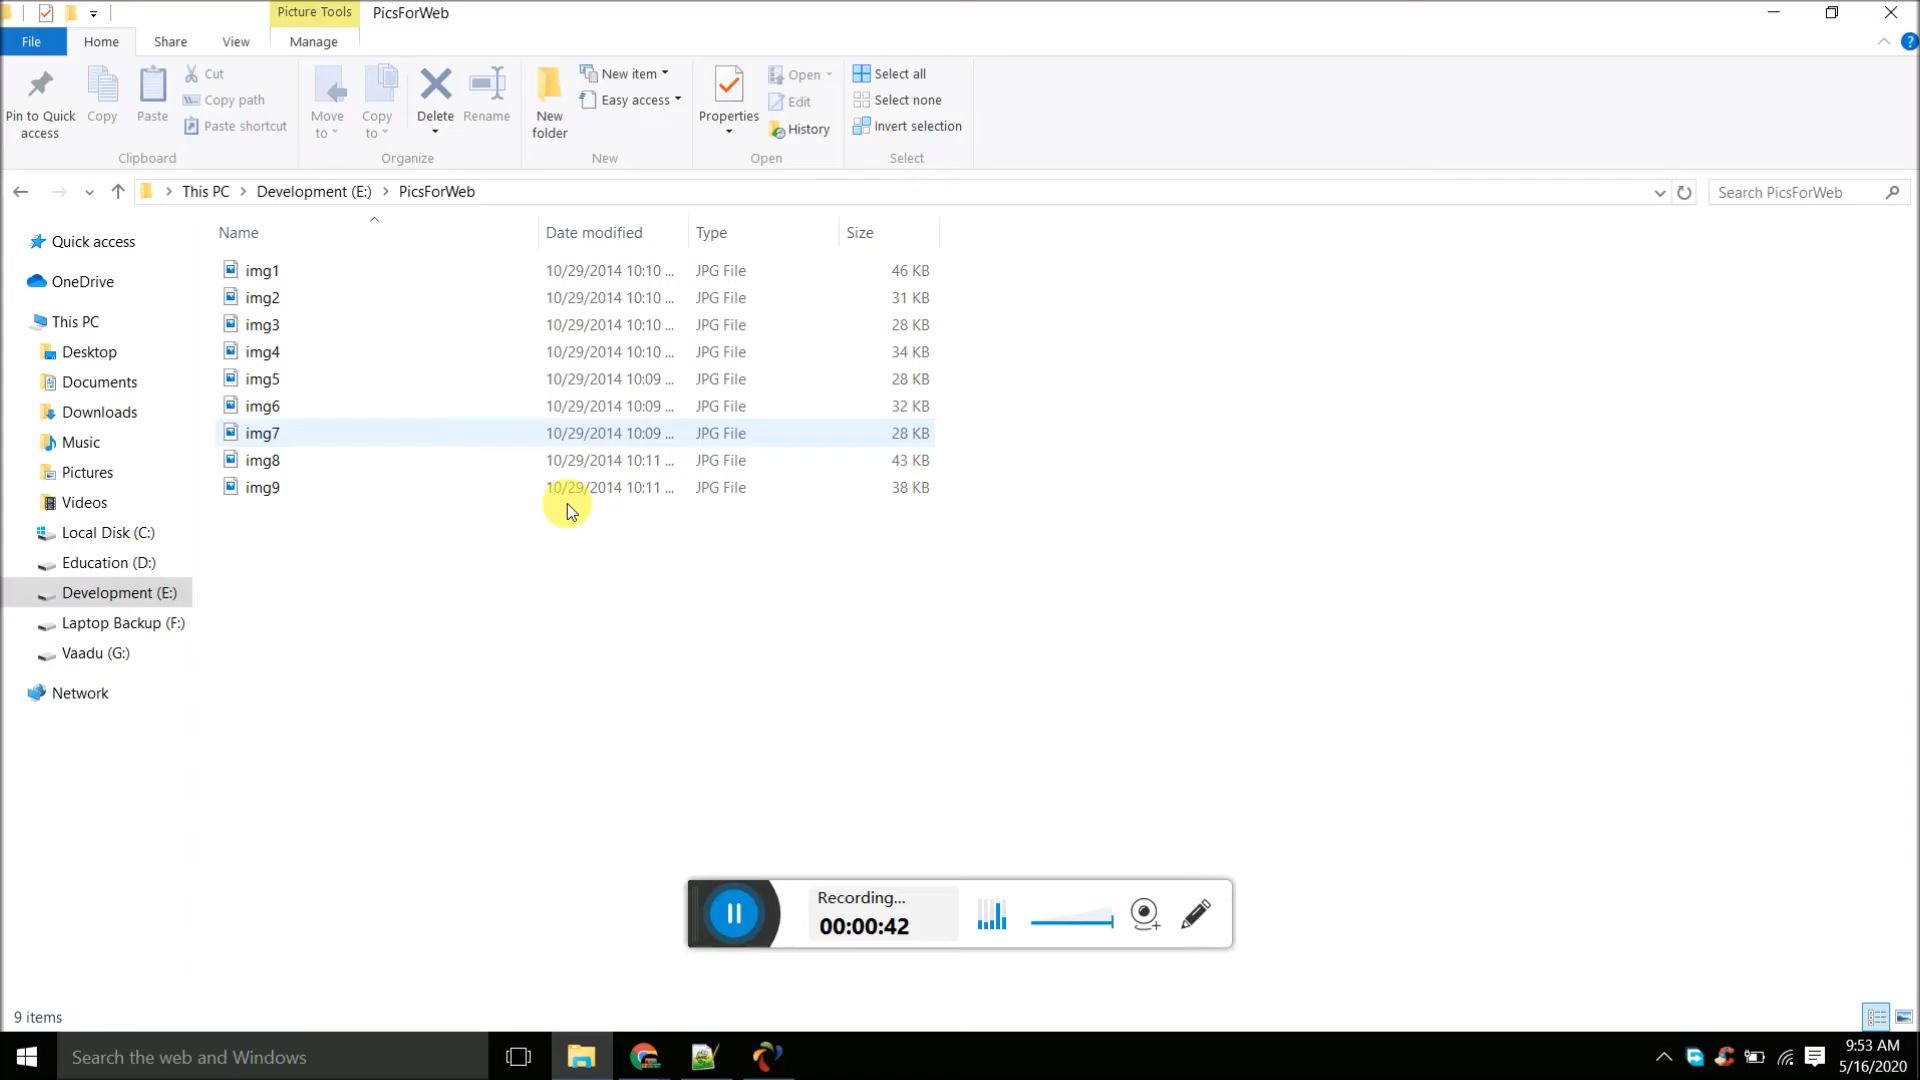 Picture Tools
PicsForWeb
File
Home
Share
View
Manage
Pin to Quick access
Copy
Paste
Cut
Copy path
Paste shortcut
Clipboard
Move to
Copy to
Delete
Rename
Organize
New folder
New item
Easy access
New
Properties
Open
Edit
History
Open
Select all
Select none
Invert selection
Select
This PC
Development (E:)
PicsForWeb
Search PicsForWeb
Name
Date modified
Type
Size
img1 10/29/2014 10:10 ... JPG File 46 KB
img2 10/29/2014 10:10 ... JPG File 31 KB
img3 10/29/2014 10:10 ... JPG File 28 KB
img4 10/29/2014 10:10 ... JPG File 34 KB
img5 10/29/2014 10:09 ... JPG File 28 KB
img6 10/29/2014 10:09 ... JPG File 32 KB
img7 10/29/2014 10:09 ... JPG File 28 KB
img8 10/29/2014 10:11 ... JPG File 43 KB
img9 10/29/2014 10:11 ... JPG File 38 KB
Quick access
OneDrive
This PC
Desktop
Documents
Downloads
Music
Pictures
Videos
Local Disk (C:)
Education (D:)
Development (E:)
Laptop Backup (F:)
Vaadu (G:)
Network
Recording...
00:00:42
9 items
Search the web and Windows
9:53 AM
5/16/2020